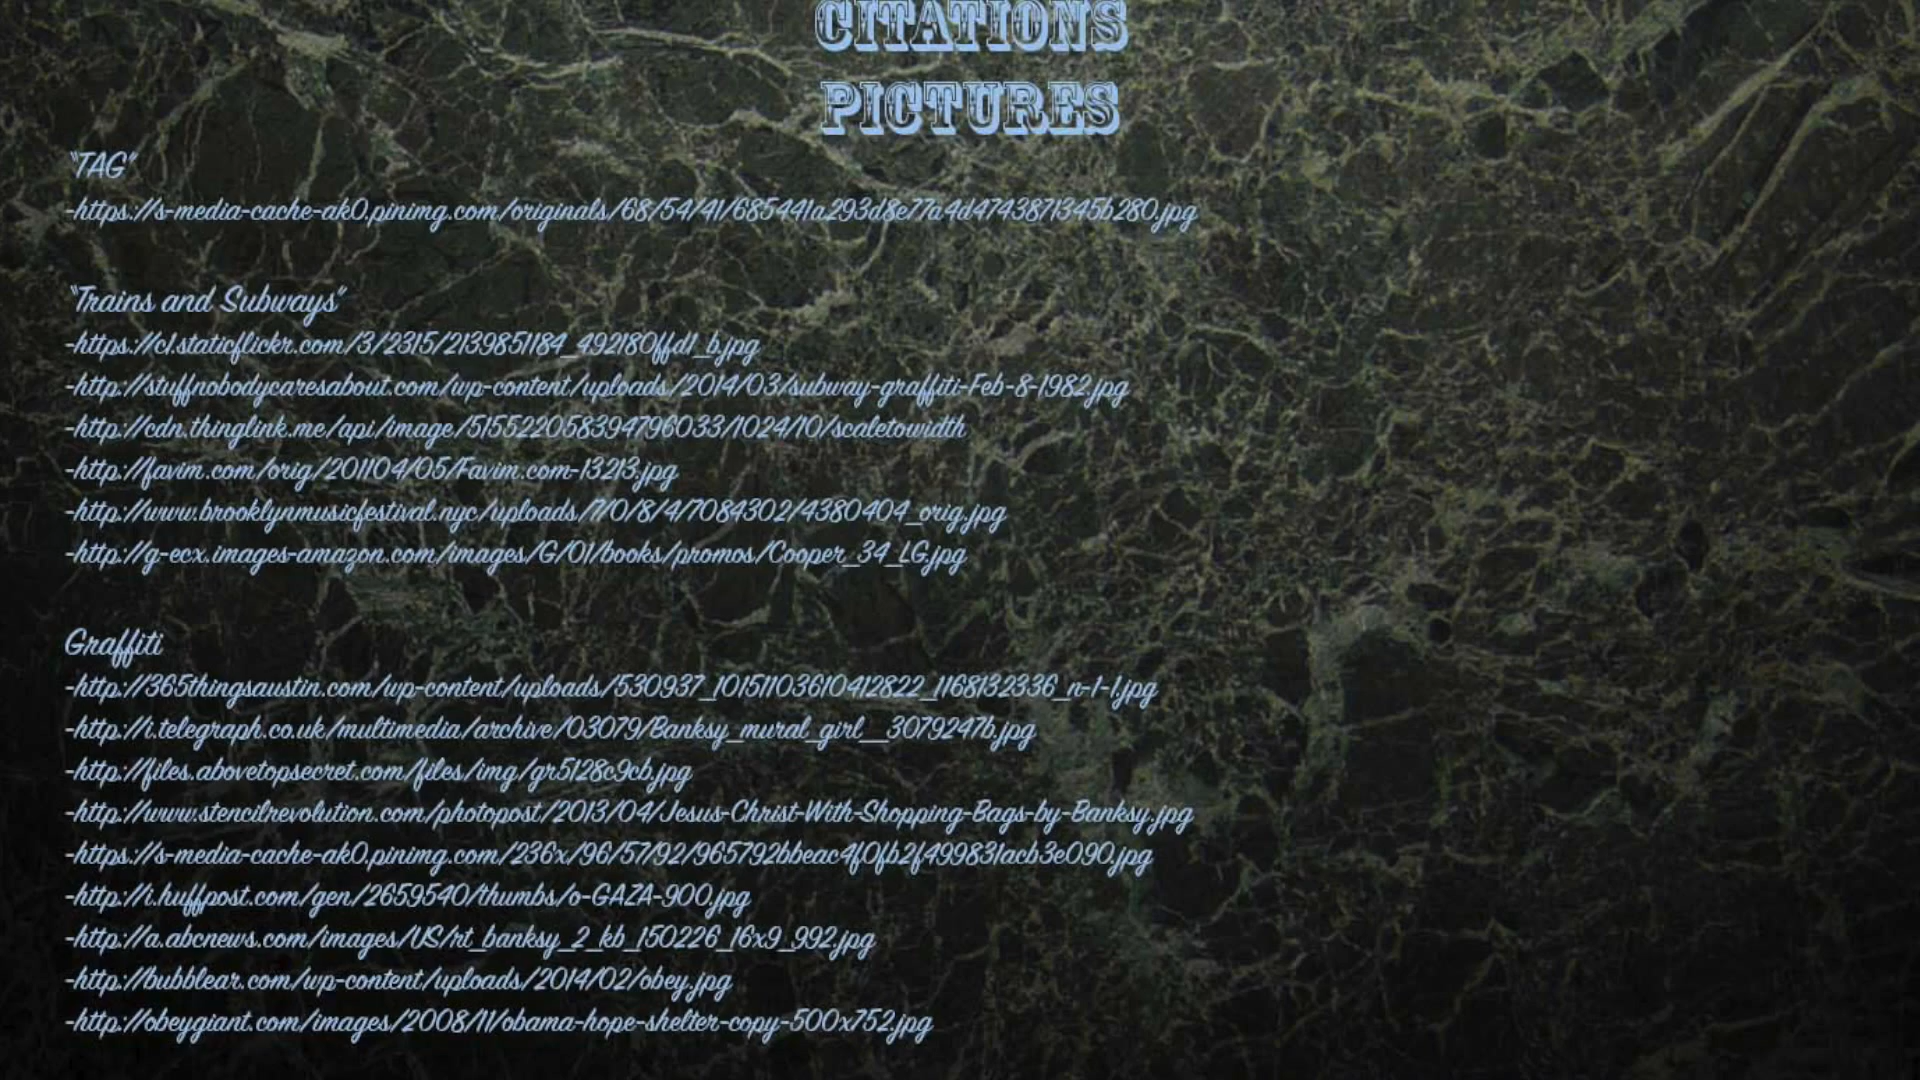 CITATIONS
PICTURES
"TAG"
-https://s-media-cache-ak0.pinimg.com/originals/68/54/41/685441a293d8e77a4d4743871345b280.jpg
"Trains and Subways"
-https://c1.staticflickr.com/3/2315/2139851184_492180ffd1_b.jpg
-http://stuffnobodycaresabout.com/wp-content/uploads/2014/03/subway-graffiti-Feb-8-1982.jpg
-http://cdn.thinglink.me/api/image/515522058394796033/1024/10/scaletowidth
-http://favim.com/orig/201104/05/Favim.com-13213.jpg
-http://www.brooklynmusicfestival.nyc/uploads/7/0/8/4/7084302/4380404_orig.jpg
-http://g-ecx.images-amazon.com/images/G/01/books/promos/Cooper_34_LG.jpg
Graffiti
-http://365thingsaustin.com/wp-content/uploads/530937_10151103610412822_1168132336_n-1-1.jpg
-http://i.telegraph.co.uk/multimedia/archive/03079/Banksy_mural_girl__3079247b.jpg
-http://files.abovetopsecret.com/files/img/gr5128c9cb.jpg
-http://www.stencilrevolution.com/photopost/2013/04/Jesus-Christ-With-Shopping-Bags-by-Banksy.jpg
-https://s-media-cache-ak0.pinimg.com/236x/96/57/92/965792bbeac4f0fb2f499831acb3e090.jpg
-http://i.huffpost.com/gen/2659540/thumbs/o-GAZA-900.jpg
-http://a.abcnews.com/images/US/rt_banksy_2_kb_150226_16x9_992.jpg
-http://bubblear.com/wp-content/uploads/2014/02/obey.jpg
-http://obeygiant.com/images/2008/11/obama-hope-shelter-copy-500x752.jpg